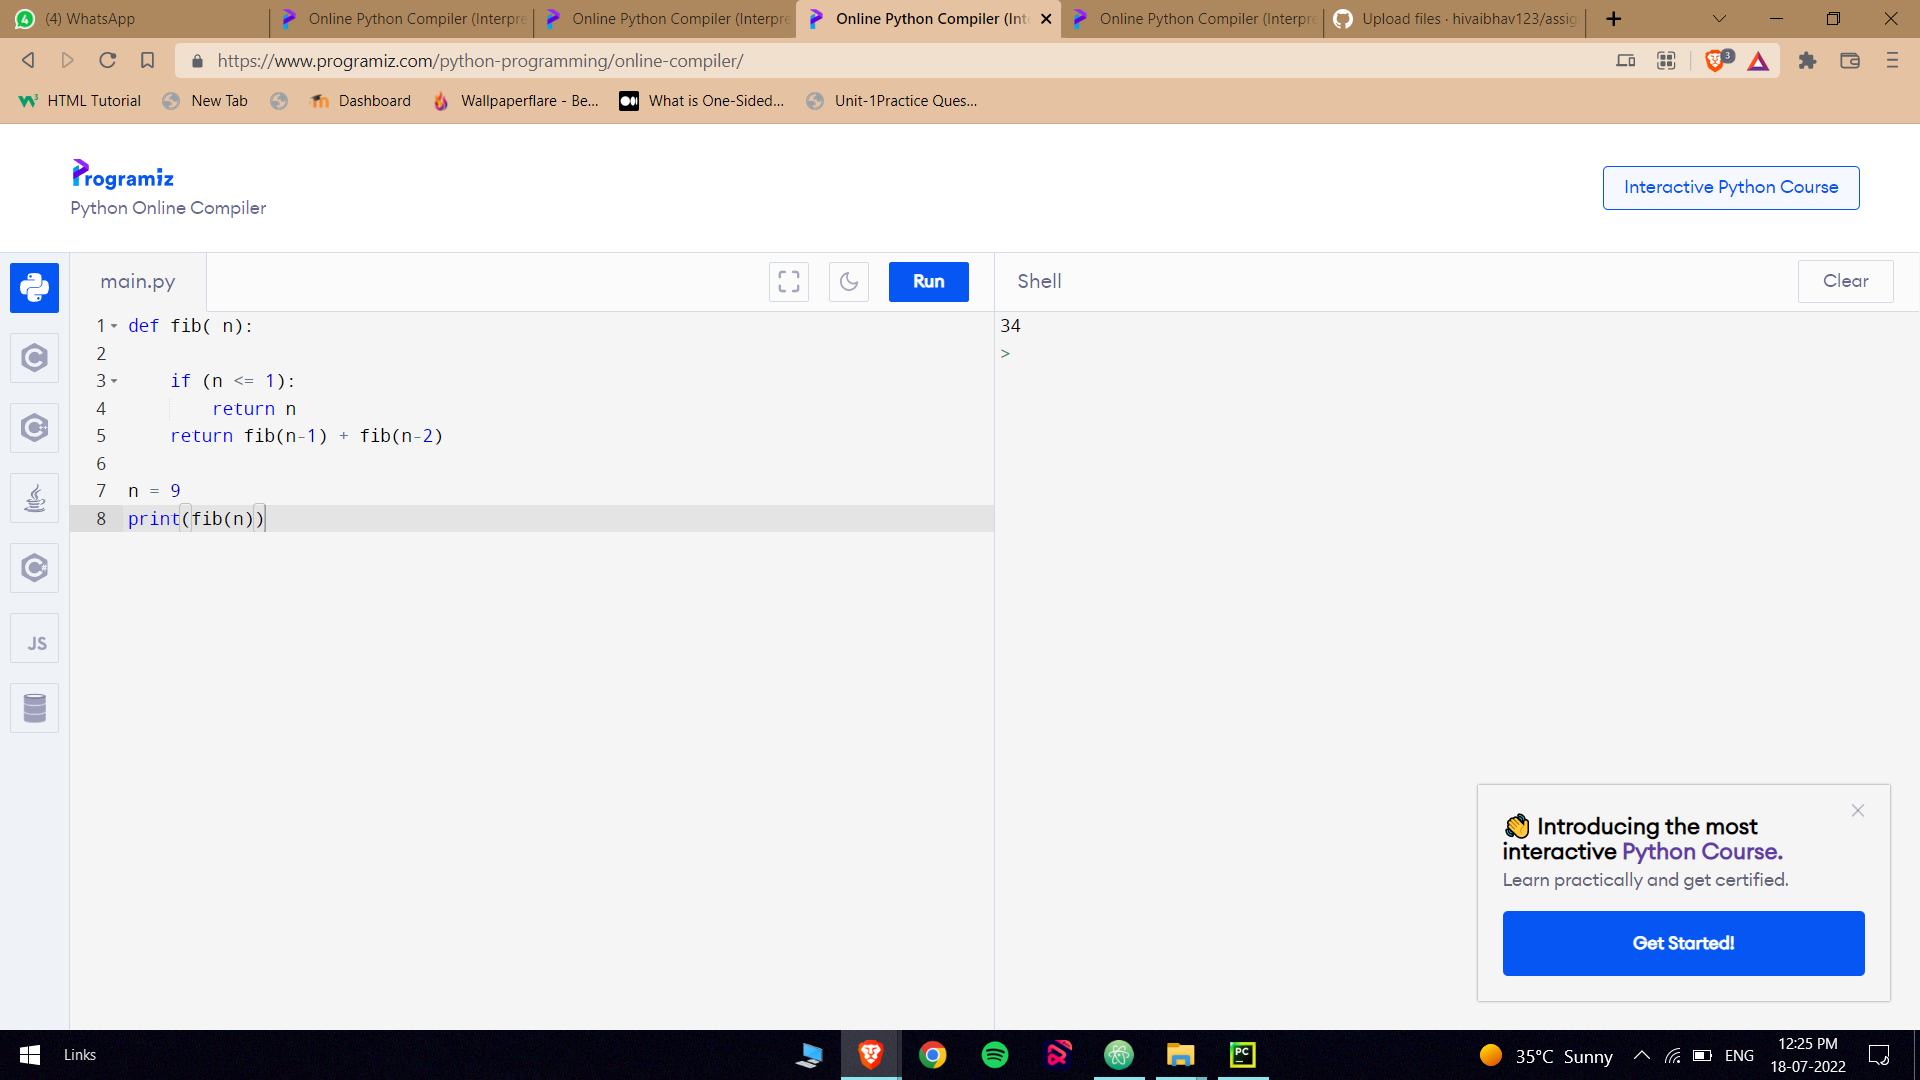 (4) WhatsApp
Online Python Compiler (Interpre
Online Python Compiler (Interpre
Online Python Compiler (Int
Online Python Compiler (Interpre
Upload files · hivaibhav123/assig
https://www.programiz.com/python-programming/online-compiler/
3
HTML Tutorial
New Tab
Dashboard
Wallpaperflare - Be...
What is One-Sided...
Unit-1Practice Ques...
Programiz
Python Online Compiler
Interactive Python Course
main.py
Run
Shell
Clear
1 def fib( n):
2
3 if (n <= 1):
4 return n
5 return fib(n-1) + fib(n-2)
6
7 n = 9
8 print(fib(n))
34
>
JS
👋 Introducing the most
interactive Python Course.
Learn practically and get certified.
Get Started!
Links
PC
35°C Sunny
ENG
12:25 PM
18-07-2022